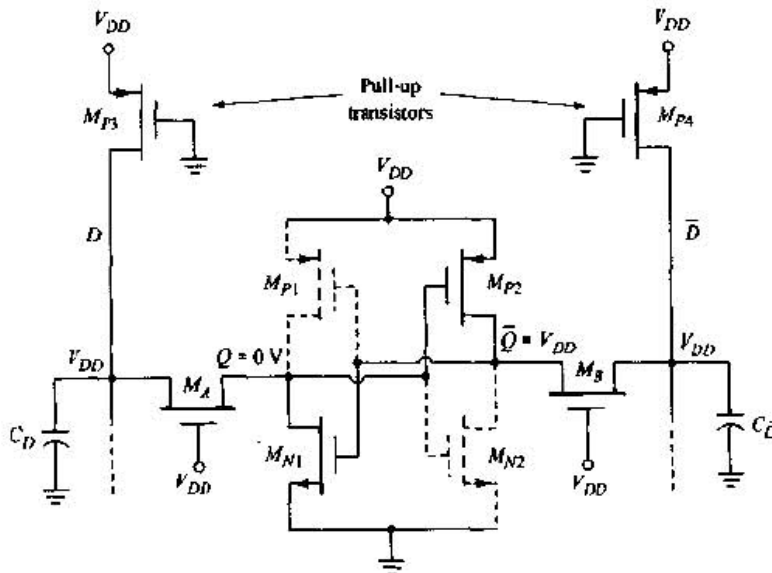 V_DD
V_DD
Pull-up
transistors
M_P3
M_P4
V_DD
D
D̄
M_P1
M_P2
V_DD
Q = 0 V
Q̄ = V_DD
V_DD
M_A
M_B
C_D
M_N1
M_N2
V_DD
V_DD